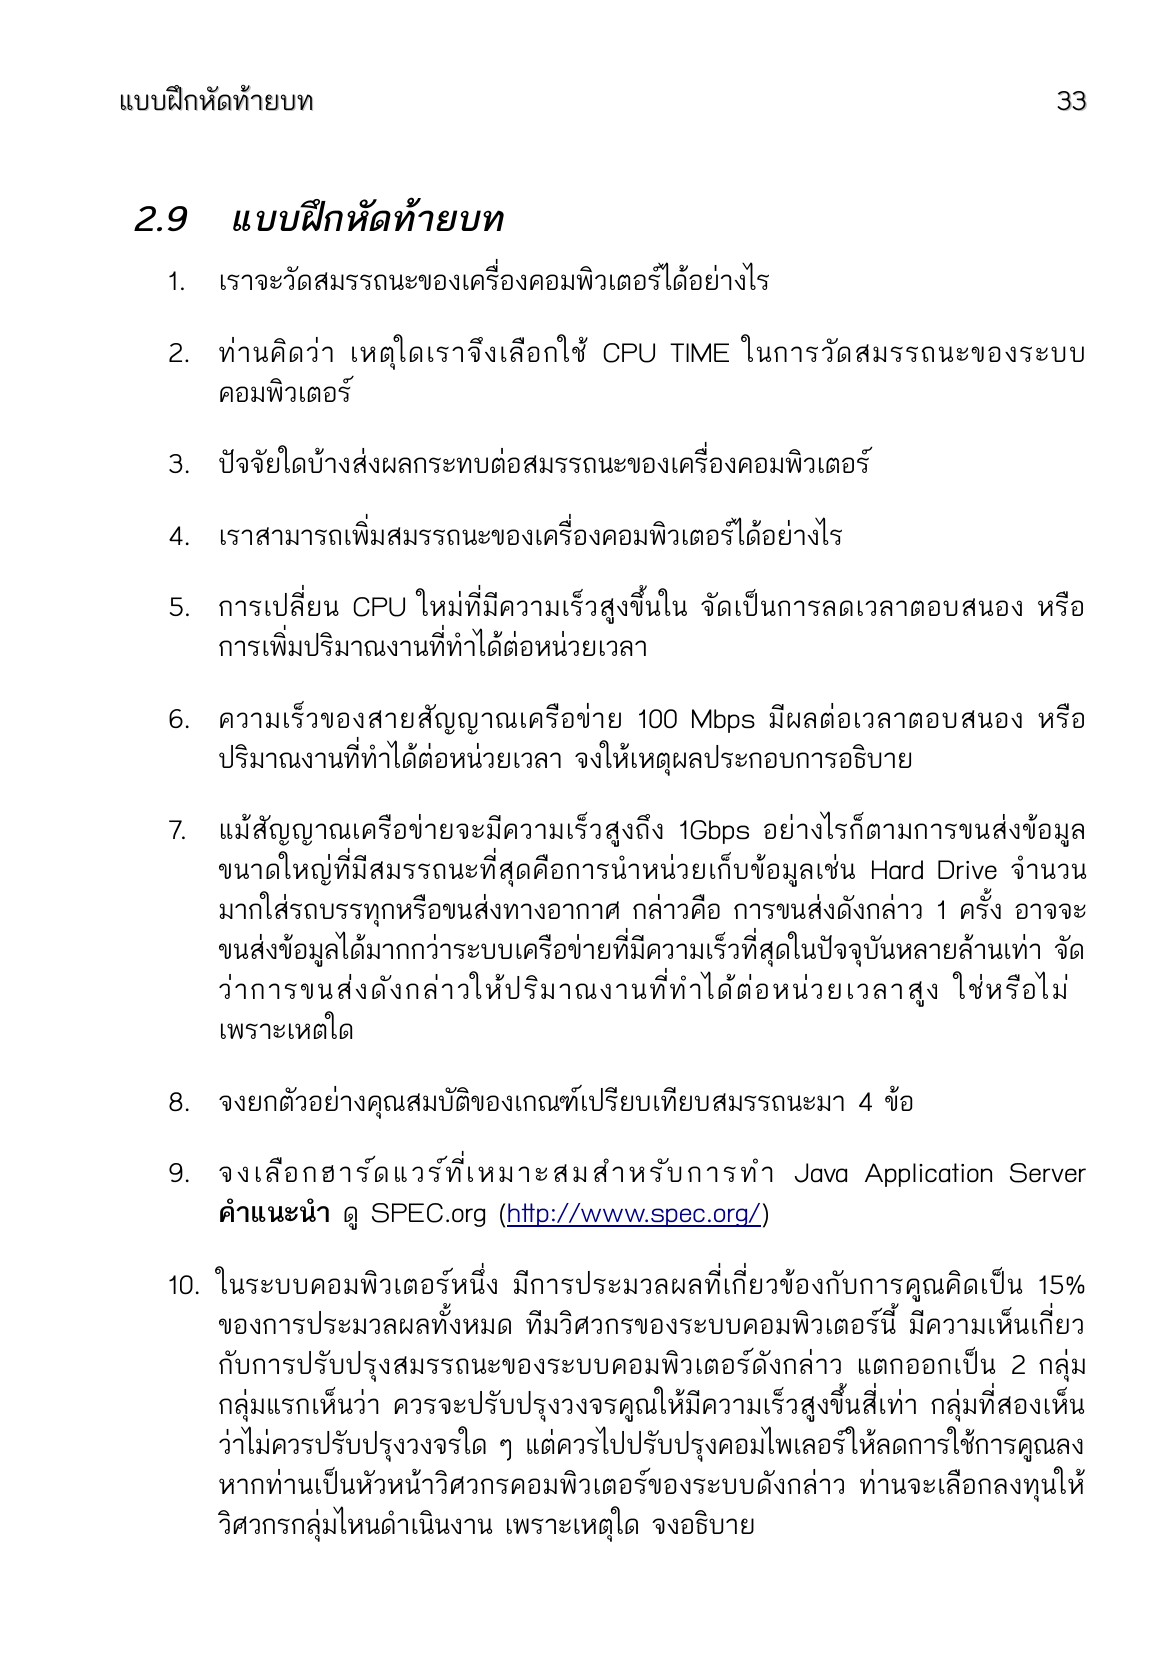 แบบฝึกหัดท้ายบท 33
2.9 แบบฝึกหัดท้ายบท
1. เราจะวัดสมรรถนะของเครื่องคอมพิวเตอร์ได้อย่างไร
2. ท่านคิดว่า เหตุใดเราจึงเลือกใช้ CPU TIME ในการวัดสมรรถนะของระบบ
คอมพิวเตอร์
3. ปัจจัยใดบ้างส่งผลกระทบต่อสมรรถนะของเครื่องคอมพิวเตอร์
4. เราสามารถเพิ่มสมรรถนะของเครื่องคอมพิวเตอร์ได้อย่างไร
5. การเปลี่ยน CPU ใหม่ที่มีความเร็วสูงขึ้นใน จัดเป็นการลดเวลาตอบสนอง หรือ
การเพิ่มปริมาณงานที่ทำได้ต่อหน่วยเวลา
6. ความเร็วของสายสัญญาณเครือข่าย 100 Mbps มีผลต่อเวลาตอบสนอง หรือ
ปริมาณงานที่ทำได้ต่อหน่วยเวลา จงให้เหตุผลประกอบการอธิบาย
7. แม้สัญญาณเครือข่ายจะมีความเร็วสูงถึง 1Gbps อย่างไรก็ตามการขนส่งข้อมูล
ขนาดใหญ่ที่มีสมรรถนะที่สุดคือการนำหน่วยเก็บข้อมูลเช่น Hard Drive จำนวน
มากใส่รถบรรทุกหรือขนส่งทางอากาศ กล่าวคือ การขนส่งดังกล่าว 1 ครั้ง อาจจะ
ขนส่งข้อมูลได้มากกว่าระบบเครือข่ายที่มีความเร็วที่สุดในปัจจุบันหลายล้านเท่า จัด
ว่าการขนส่งดังกล่าวให้ปริมาณงานที่ทำได้ต่อหน่วยเวลาสูง ใช่หรือไม่
เพราะเหตใด
8. จงยกตัวอย่างคุณสมบัติของเกณฑ์เปรียบเทียบสมรรถนะมา 4 ข้อ
9. จงเลือกฮาร์ดแวร์ที่เหมาะสมสำหรับการทำ Java Application Server
คำแนะนำ ดู SPEC.org (http://www.spec.org/)
10. ในระบบคอมพิวเตอร์หนึ่ง มีการประมวลผลที่เกี่ยวข้องกับการคูณคิดเป็น 15%
ของการประมวลผลทั้งหมด ทีมวิศวกรของระบบคอมพิวเตอร์นี้ มีความเห็นเกี่ยว
กับการปรับปรุงสมรรถนะของระบบคอมพิวเตอร์ดังกล่าว แตกออกเป็น 2 กลุ่ม
กลุ่มแรกเห็นว่า ควรจะปรับปรุงวงจรคูณให้มีความเร็วสูงขึ้นสี่เท่า กลุ่มที่สองเห็น
ว่าไม่ควรปรับปรุงวงจรใด ๆ แต่ควรไปปรับปรุงคอมไพเลอร์ให้ลดการใช้การคูณลง
หากท่านเป็นหัวหน้าวิศวกรคอมพิวเตอร์ของระบบดังกล่าว ท่านจะเลือกลงทุนให้
วิศวกรกลุ่มไหนดำเนินงาน เพราะเหตุใด จงอธิบาย